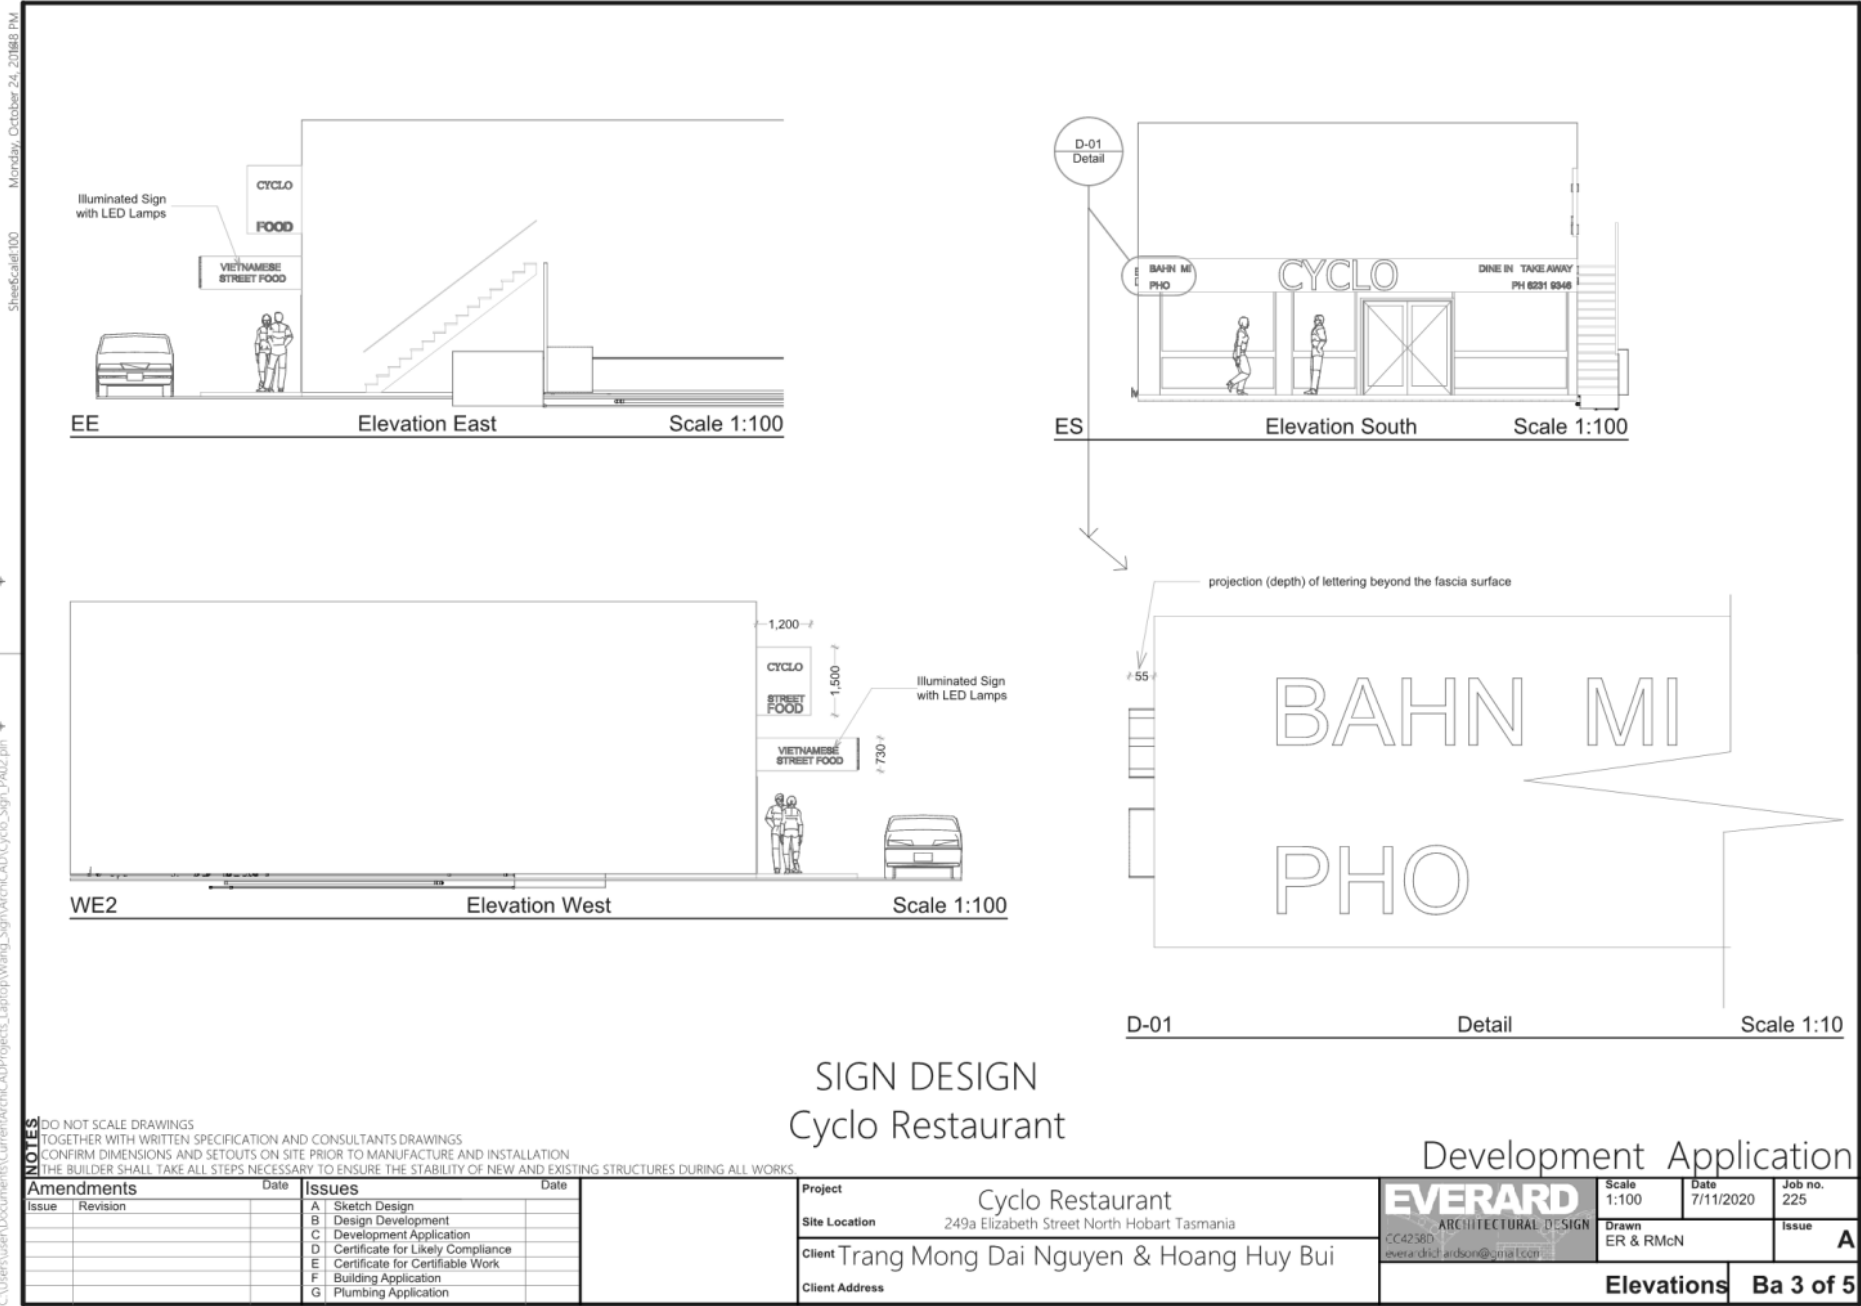 SheetScale1:100 Monday, October 24, 2016
Illuminated Sign
with LED Lamps
CYCLO
FOOD
VIETNAMESE
STREET FOOD
EE Elevation East Scale 1:100
D-01
Detail
BAHN MI
PHO
CYCLO
DINE IN TAKE AWAY
PH 6231 9346
ES Elevation South Scale 1:100
1,200
CYCLO
STREET
FOOD
1,500
VIETNAMESE
STREET FOOD
730
Illuminated Sign
with LED Lamps
WE2 Elevation West Scale 1:100
projection (depth) of lettering beyond the fascia surface
55
BAHN MI
PHO
D-01 Detail Scale 1:10
SIGN DESIGN
Cyclo Restaurant
Development Application
NOTES
DO NOT SCALE DRAWINGS
TOGETHER WITH WRITTEN SPECIFICATION AND CONSULTANTS DRAWINGS
CONFIRM DIMENSIONS AND SETOUTS ON SITE PRIOR TO MANUFACTURE AND INSTALLATION
THE BUILDER SHALL TAKE ALL STEPS NECESSARY TO ENSURE THE STABILITY OF NEW AND EXISTING STRUCTURES DURING ALL WORKS.
Amendments Date
Issue Revision
Issues Date
A Sketch Design
B Design Development
C Development Application
D Certificate for Likely Compliance
E Certificate for Certifiable Work
F Building Application
G Plumbing Application
Project Cyclo Restaurant
Site Location 249a Elizabeth Street North Hobart Tasmania
Client Trang Mong Dai Nguyen & Hoang Huy Bui
Client Address
EVERARD
ARCHITECTURAL DESIGN
CC4258D
everardrichardson@gmail.com
Scale
1:100
Date
7/11/2020
Job no.
225
Drawn
ER & RMcN
Issue
A
Elevations Ba 3 of 5